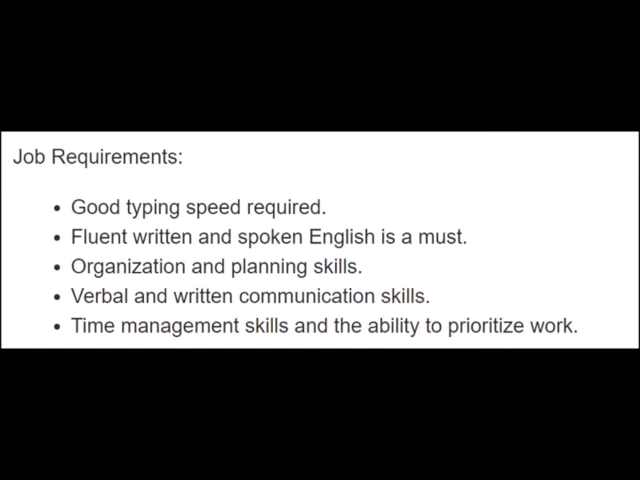 Job Requirements:
• Good typing speed required.
• Fluent written and spoken English is a must.
• Organization and planning skills.
• Verbal and written communication skills.
• Time management skills and the ability to prioritize work.